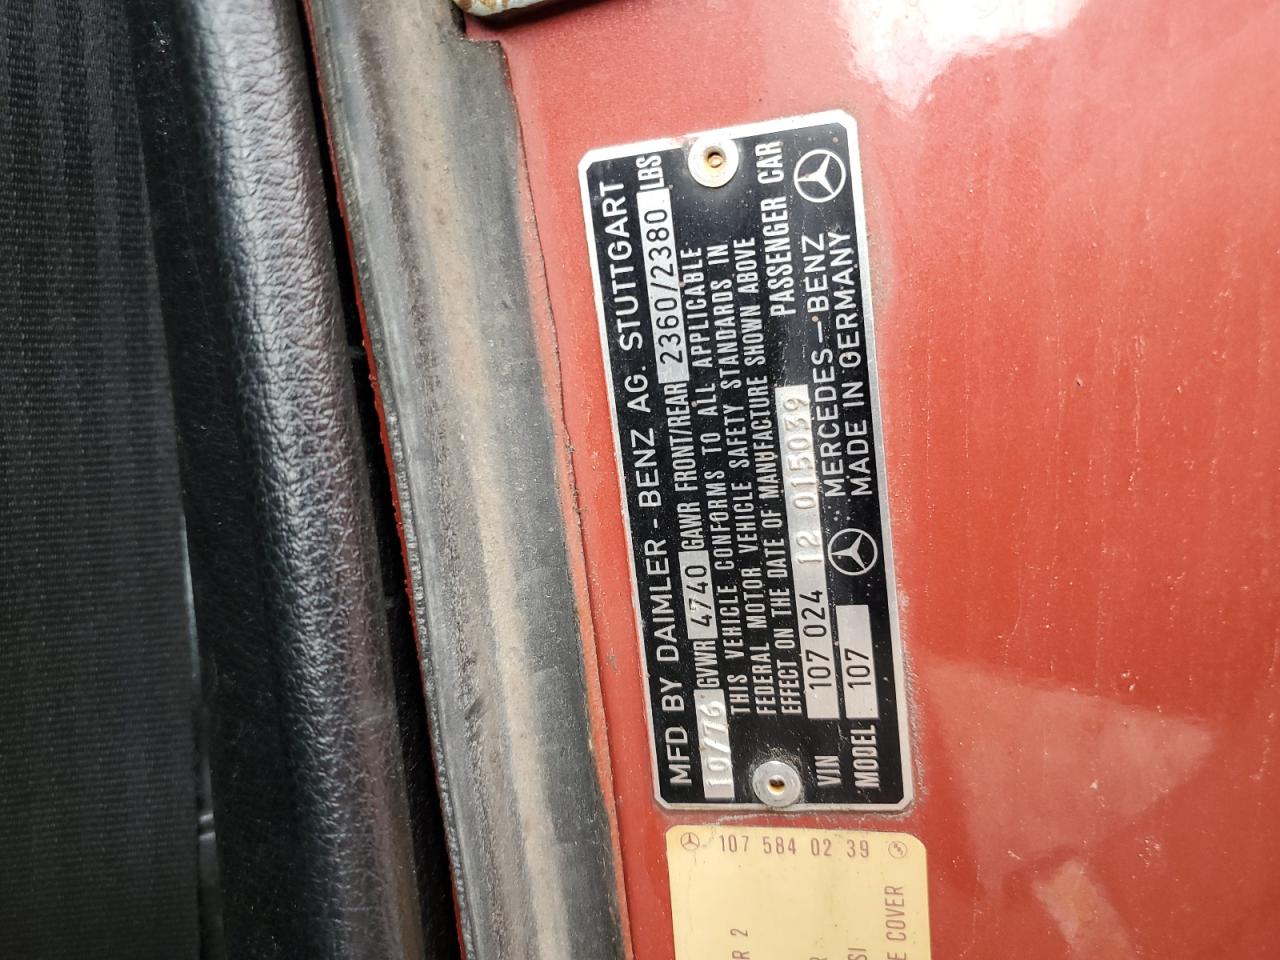 MFD BY DAIMLER - BENZ AG. STUTTGART
10/76 GVWR 4740 GAWR FRONT/REAR 2360/2380 LBS
THIS VEHICLE CONFORMS TO ALL APPLICABLE
FEDERAL MOTOR VEHICLE SAFETY STANDARDS IN
EFFECT ON THE DATE OF MANUFACTURE SHOWN ABOVE
VIN 107 024 12 015039 PASSENGER CAR
MODEL 107 MERCEDES-BENZ
MADE IN GERMANY
107 584 02 39
R 2
R
SI
E COVER